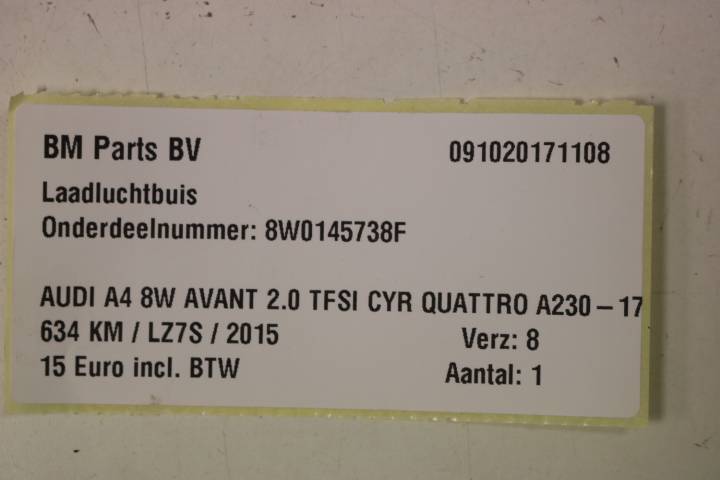 BM Parts BV 091020171108
Laadluchtbuis
Onderdeelnummer: 8W0145738F
AUDI A4 8W AVANT 2.0 TFSI CYR QUATTRO A230 – 17
634 KM / LZ7S / 2015 Verz: 8
15 Euro incl. BTW Aantal: 1